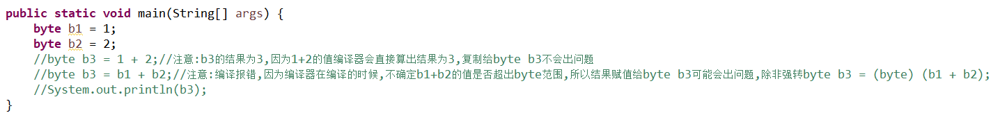 public static void main(String[] args) {
    byte b1 = 1;
    byte b2 = 2;
    //byte b3 = 1 + 2;//注意:b3的结果为3,因为1+2的值编译器会直接算出结果为3,复制给byte b3不会出问题
    //byte b3 = b1 + b2;//注意:编译报错,因为编译器在编译的时候,不确定b1+b2的值是否超出byte范围,所以结果赋值给byte b3可能会出问题,除非强转byte b3 = (byte) (b1 + b2);
    //System.out.println(b3);
}